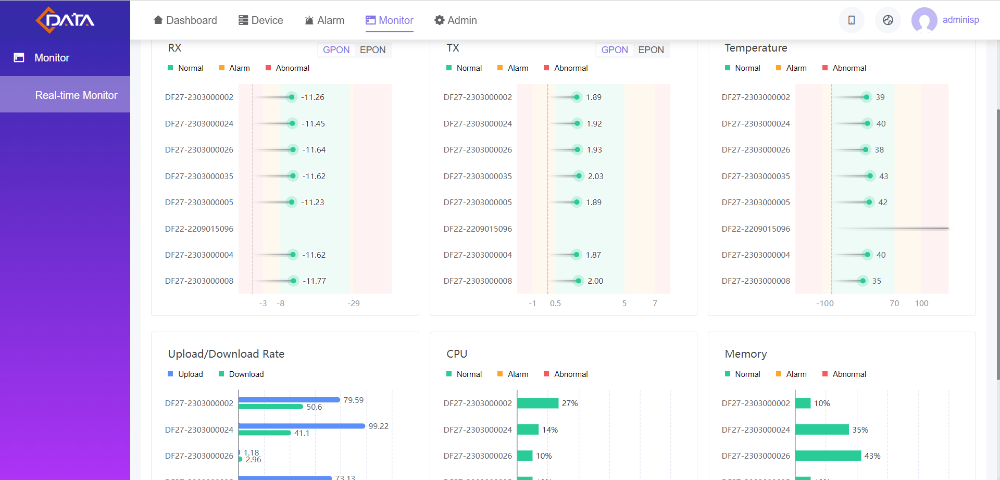 DATA
Dashboard Device Alarm Monitor Admin adminisp
Monitor
Real-time Monitor
RX GPON EPON
Normal Alarm Abnormal
DF27-2303000002 -11.26
DF27-2303000024 -11.45
DF27-2303000026 -11.64
DF27-2303000035 -11.62
DF27-2303000005 -11.23
DF22-2209015096
DF27-2303000004 -11.62
DF27-2303000008 -11.77
-3 -8 -29
TX GPON EPON
Normal Alarm Abnormal
DF27-2303000002 1.89
DF27-2303000024 1.92
DF27-2303000026 1.93
DF27-2303000035 2.03
DF27-2303000005 1.89
DF22-2209015096
DF27-2303000004 1.87
DF27-2303000008 2.00
-1 0.5 5 7
Temperature
Normal Alarm Abnormal
DF27-2303000002 39
DF27-2303000024 40
DF27-2303000026 38
DF27-2303000035 43
DF27-2303000005 42
DF22-2209015096
DF27-2303000004 40
DF27-2303000008 35
-100 70 100
Upload/Download Rate
Upload Download
DF27-2303000002 79.59
50.6
DF27-2303000024 99.22
41.1
DF27-2303000026 1.18
2.96
73.13
CPU
Normal Alarm Abnormal
DF27-2303000002 27%
DF27-2303000024 14%
DF27-2303000026 10%
Memory
Normal Alarm Abnormal
DF27-2303000002 10%
DF27-2303000024 35%
DF27-2303000026 43%